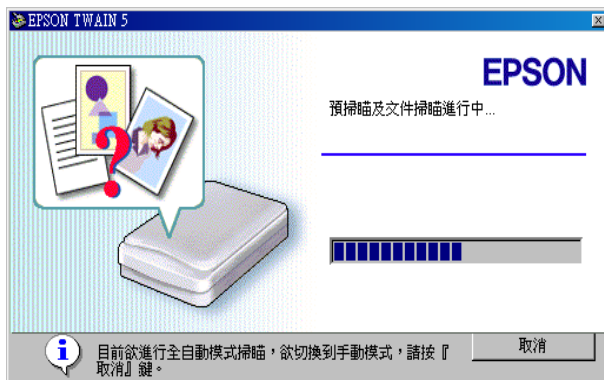 EPSON TWAIN 5
EPSON
預掃瞄及文件掃瞄進行中...
目前欲進行全自動模式掃瞄,欲切換到手動模式,請按『
取消』鍵。
取消